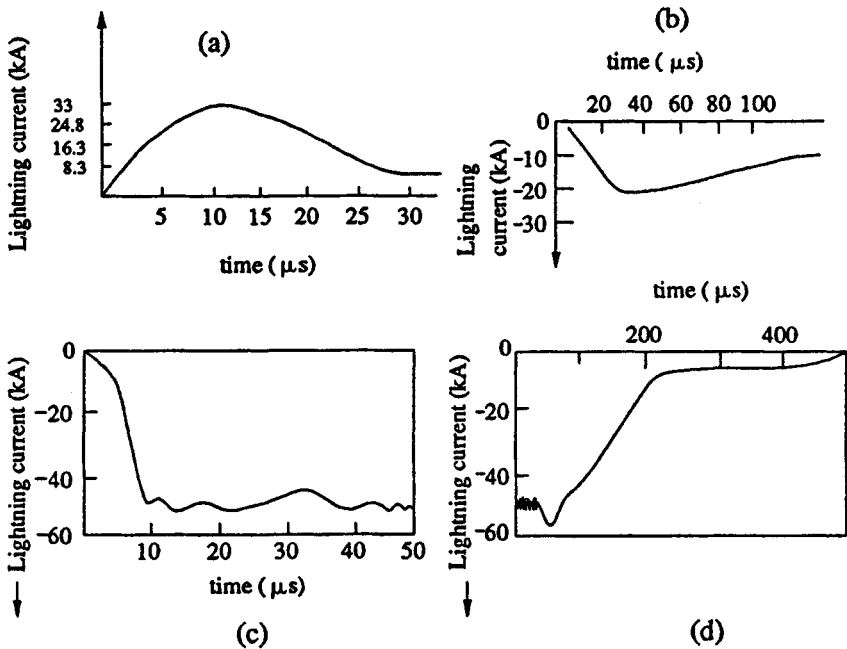 (a)
Lightning current (kA)
33
24.8
16.3
8.3
5 10 15 20 25 30
time ( μs)
(b)
time ( μs)
20 40 60 80 100
0
-10
-20
-30
Lightning
current (kA)
0
-20
-40
-60
Lightning current (kA)
10 20 30 40 50
time ( μs)
(c)
time ( μs)
200 400
0
-20
-40
-60
Lightning current (kA)
(d)